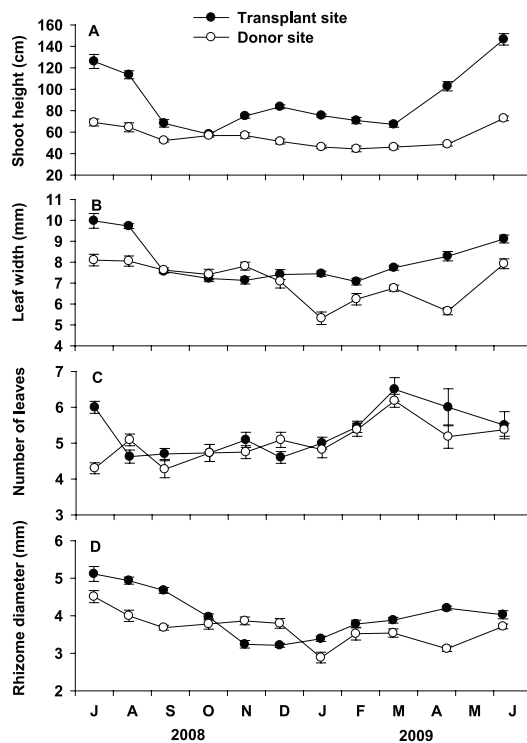 Transplant site
Donor site
A
Shoot height (cm)
160
140
120
100
80
60
40
20
B
Leaf width (mm)
11
10
9
8
7
6
5
4
C
Number of leaves
7
6
5
4
3
D
Rhizome diameter (mm)
6
5
4
3
2
J A S O N D J F M A M J
2008 2009